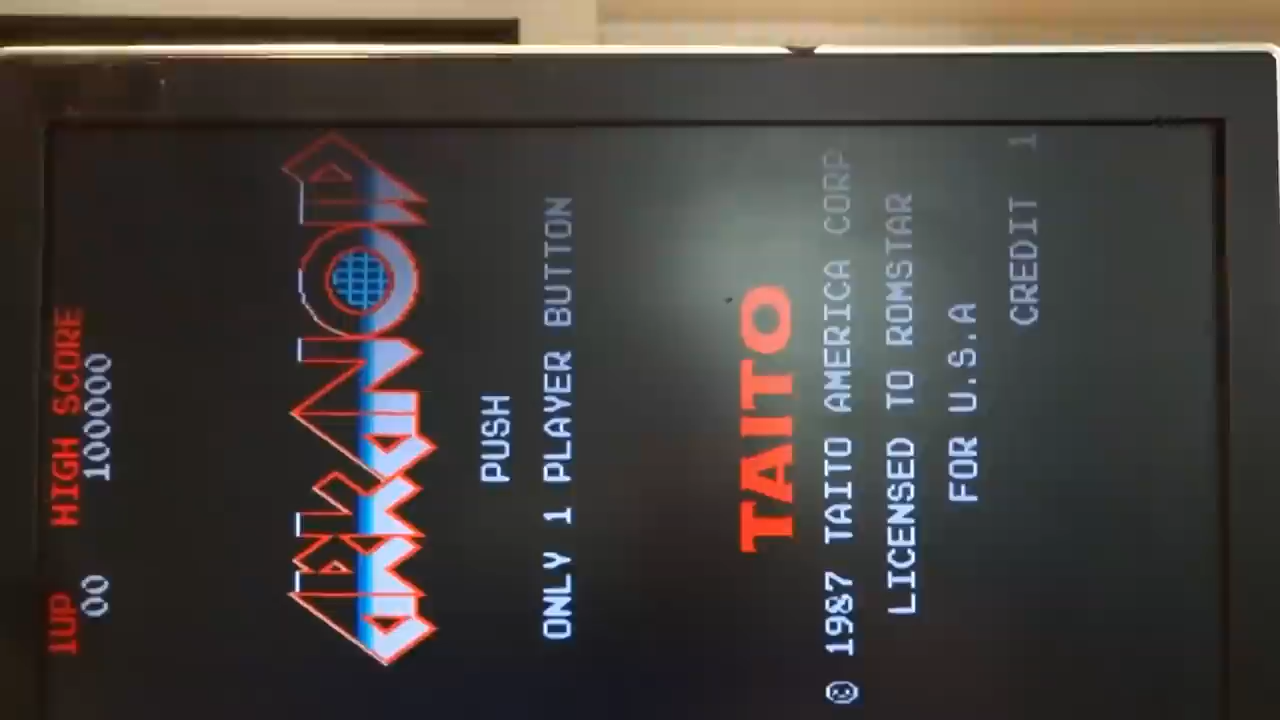 1UP HIGH SCORE
00 100000
ARKANOID
PUSH
ONLY 1 PLAYER BUTTON
TAITO
© 1987 TAITO AMERICA CORP
LICENSED TO ROMSTAR
FOR U.S.A
CREDIT 1